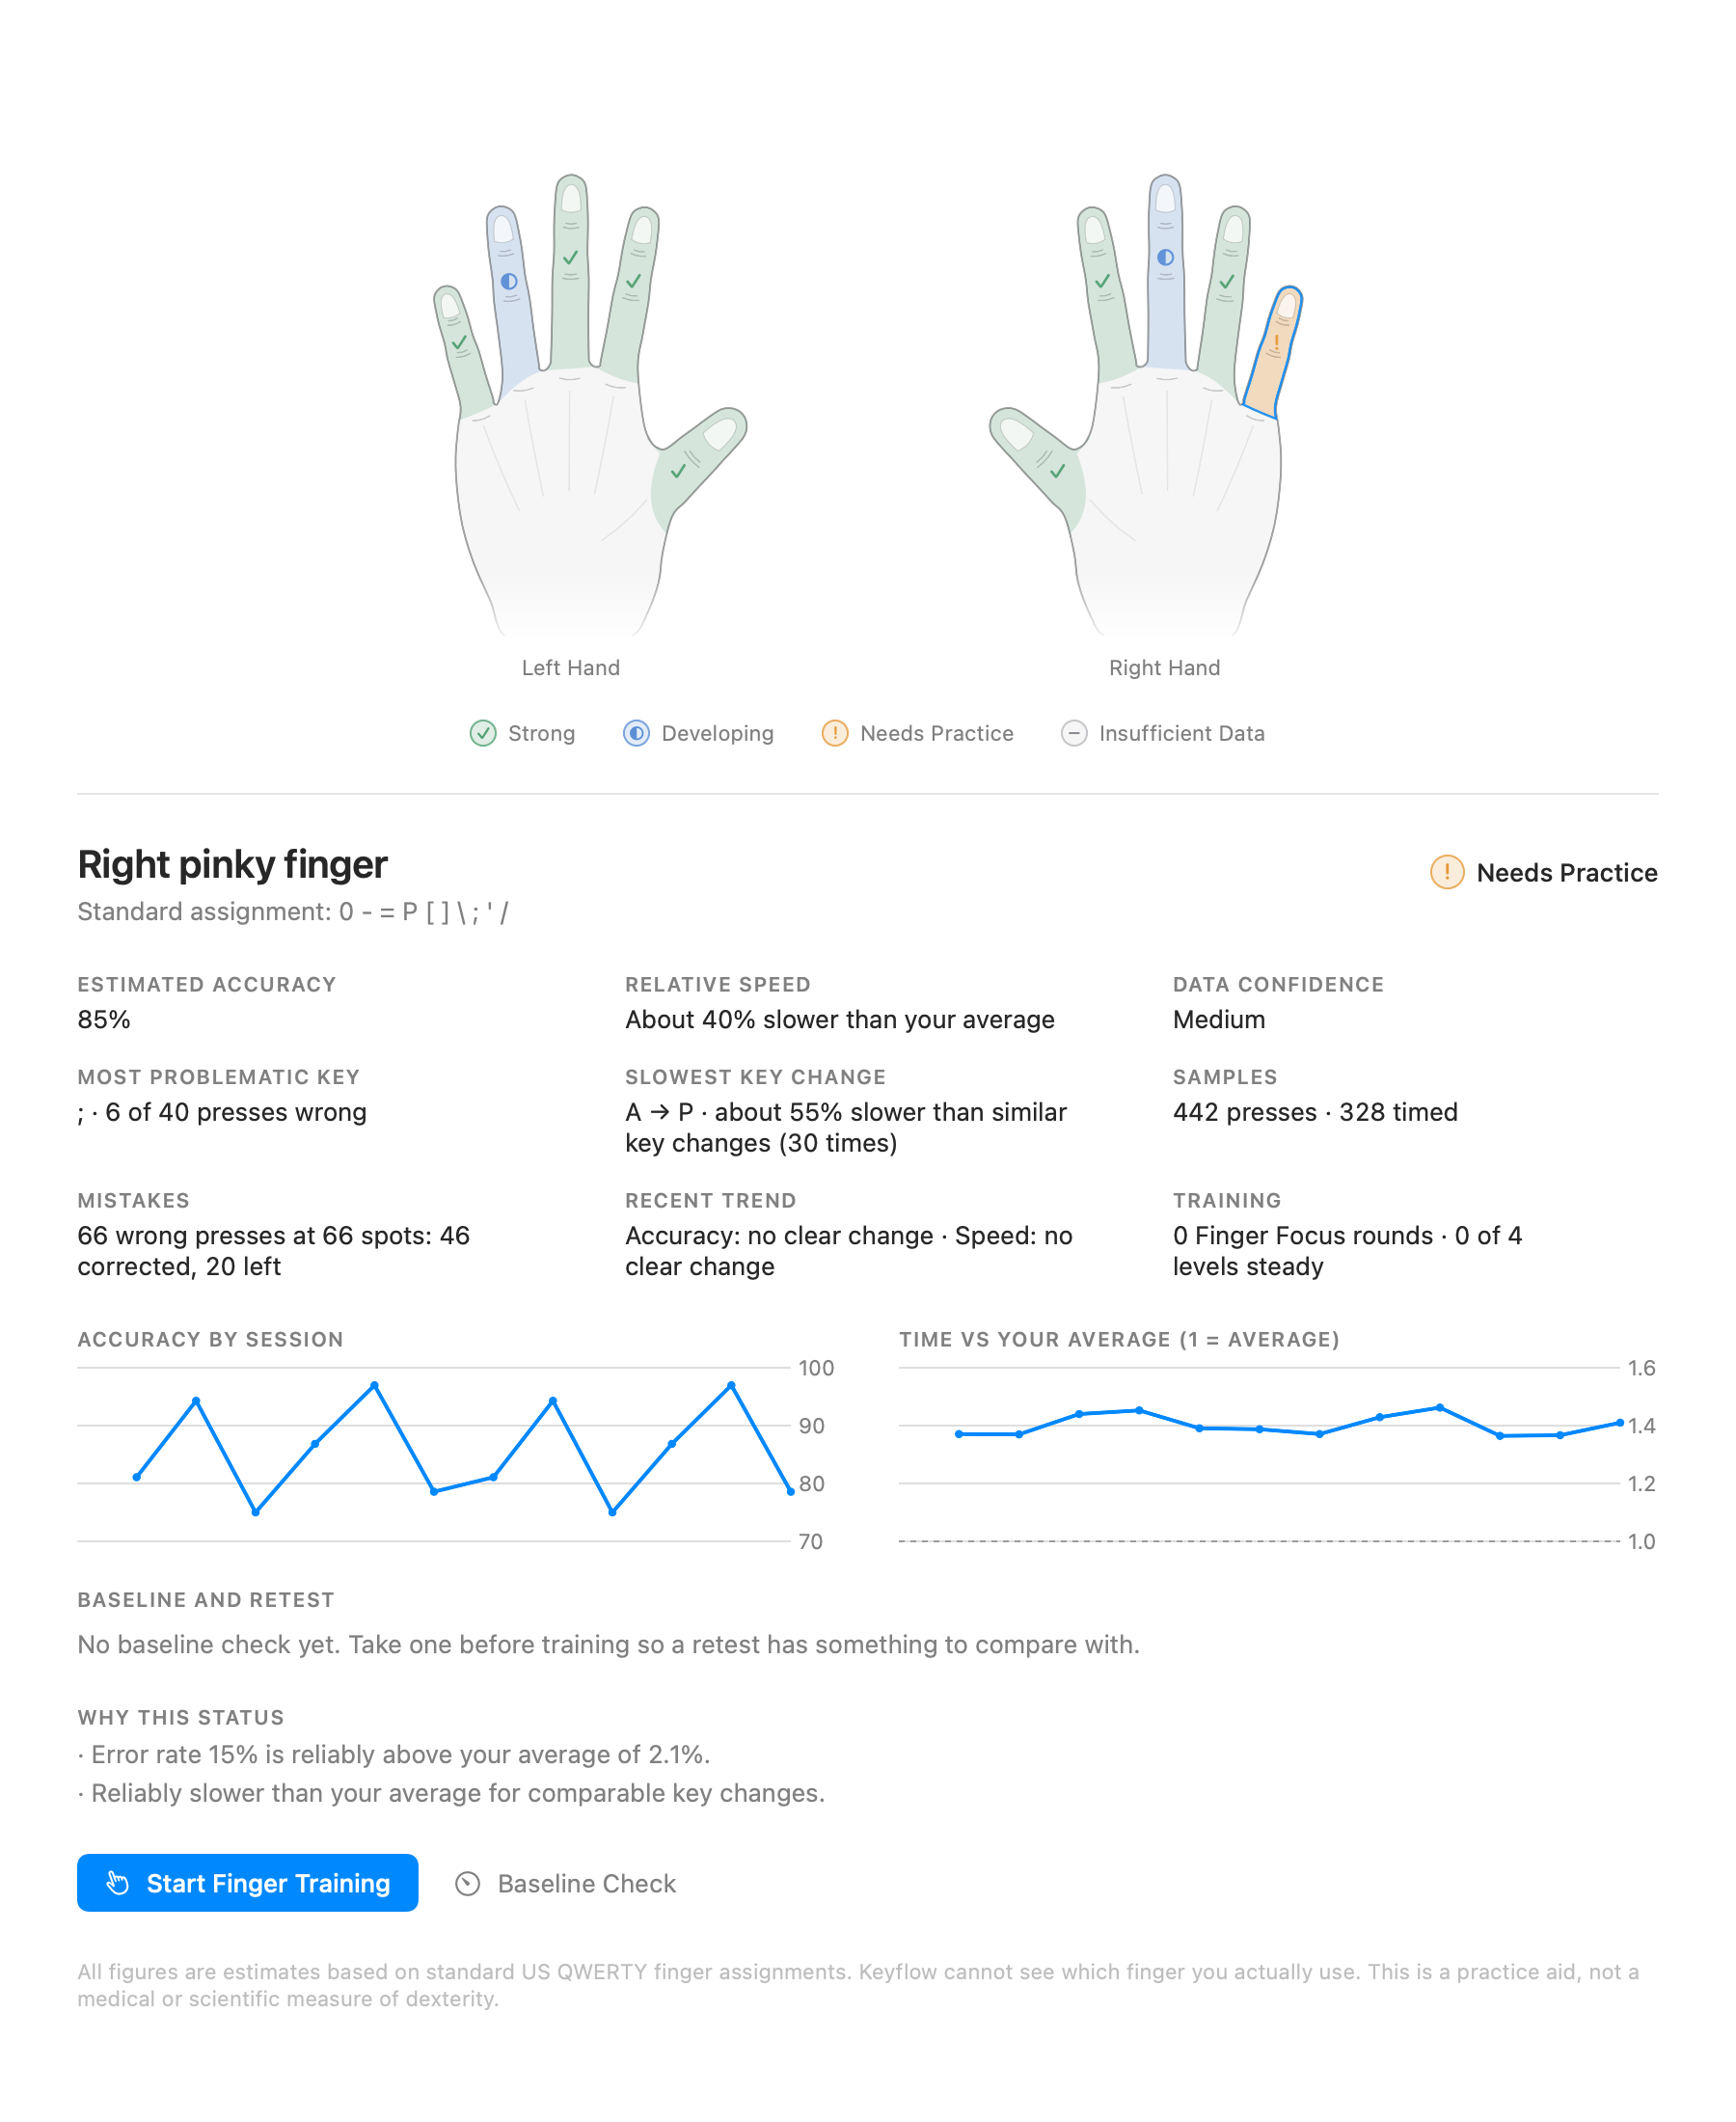 Left Hand
Right Hand
Strong
Developing
! Needs Practice
Insufficient Data
Right pinky finger
! Needs Practice
Standard assignment: 0 - = P [ ] \ ; ' /
ESTIMATED ACCURACY
85%
RELATIVE SPEED
About 40% slower than your average
DATA CONFIDENCE
Medium
MOST PROBLEMATIC KEY
; · 6 of 40 presses wrong
SLOWEST KEY CHANGE
A → P · about 55% slower than similar
key changes (30 times)
SAMPLES
442 presses · 328 timed
MISTAKES
66 wrong presses at 66 spots: 46
corrected, 20 left
RECENT TREND
Accuracy: no clear change · Speed: no
clear change
TRAINING
0 Finger Focus rounds · 0 of 4
levels steady
ACCURACY BY SESSION
100
90
80
70
TIME VS YOUR AVERAGE (1 = AVERAGE)
1.6
1.4
1.2
1.0
BASELINE AND RETEST
No baseline check yet. Take one before training so a retest has something to compare with.
WHY THIS STATUS
· Error rate 15% is reliably above your average of 2.1%.
· Reliably slower than your average for comparable key changes.
Start Finger Training
Baseline Check
All figures are estimates based on standard US QWERTY finger assignments. Keyflow cannot see which finger you actually use. This is a practice aid, not a
medical or scientific measure of dexterity.